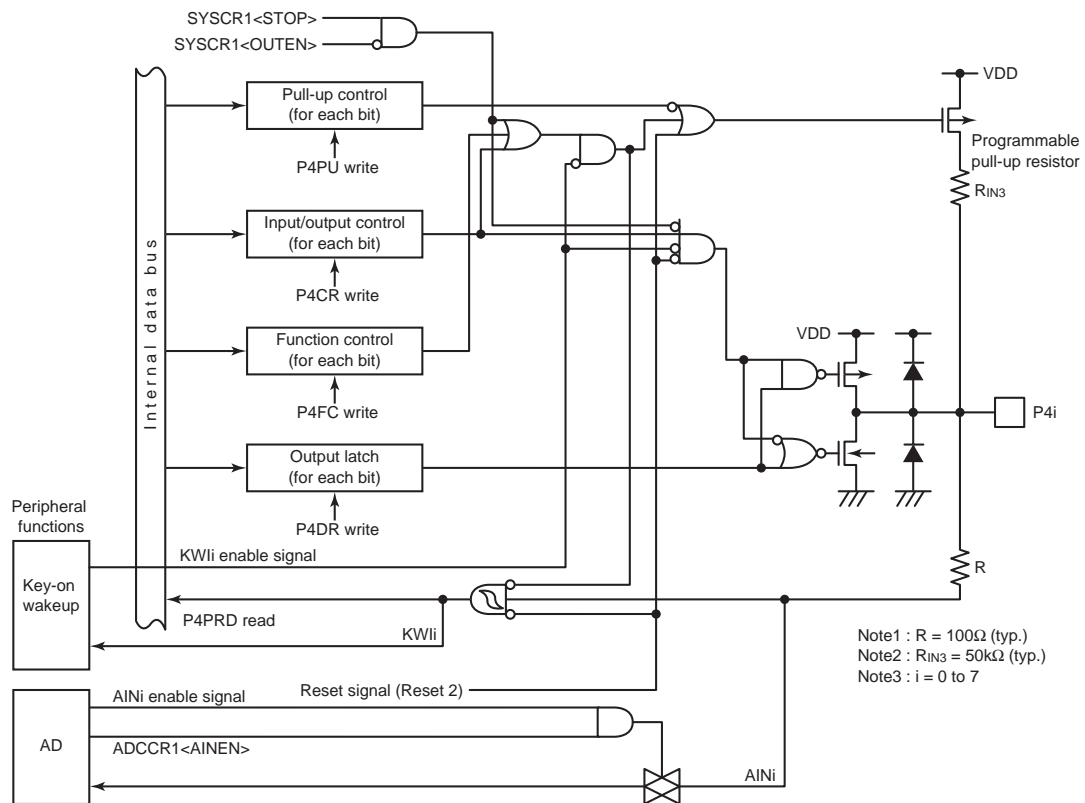 SYSCR1<STOP>
SYSCR1<OUTEN>
VDD
Pull-up control
(for each bit)
P4PU write
Programmable
pull-up resistor
RIN3
Internal data bus
Input/output control
(for each bit)
P4CR write
Function control
(for each bit)
P4FC write
VDD
P4i
Output latch
(for each bit)
P4DR write
Peripheral
functions
KWIi enable signal
Key-on
wakeup
R
P4PRD read
KWIi
Note1 : R = 100Ω (typ.)
Note2 : RIN3 = 50kΩ (typ.)
Note3 : i = 0 to 7
Reset signal (Reset 2)
AINi enable signal
AD
ADCCR1<AINEN>
AINi